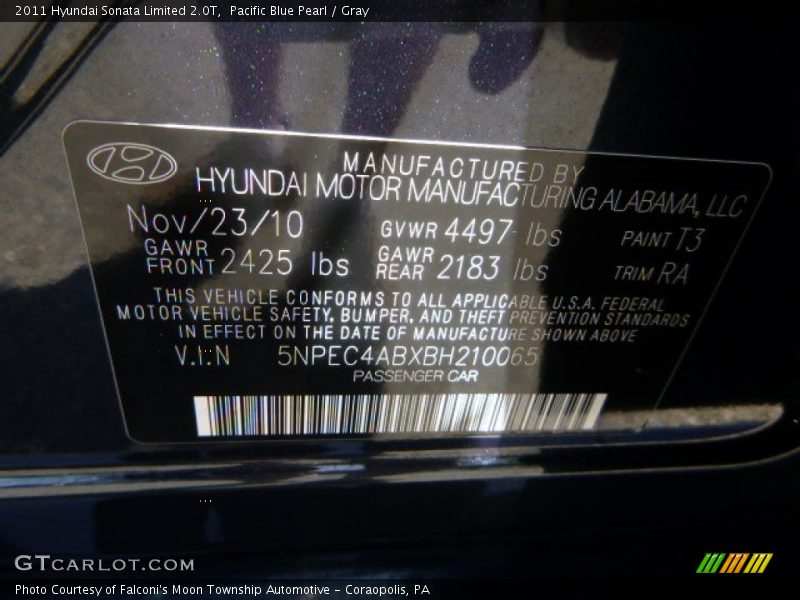 2011 Hyundai Sonata Limited 2.0T,  Pacific Blue Pearl / Gray
MANUFACTURED BY
HYUNDAI MOTOR MANUFACTURING ALABAMA, LLC
Nov/23/10 GVWR 4497 lbs PAINT T3
GAWR FRONT 2425 lbs GAWR REAR 2183 lbs TRIM RA
THIS VEHICLE CONFORMS TO ALL APPLICABLE U.S.A. FEDERAL
MOTOR VEHICLE SAFETY, BUMPER, AND THEFT PREVENTION STANDARDS
IN EFFECT ON THE DATE OF MANUFACTURE SHOWN ABOVE
V.I.N 5NPEC4ABXBH210065
PASSENGER CAR
GTCARLOT.COM
Photo Courtesy of Falconi's Moon Township Automotive - Coraopolis, PA